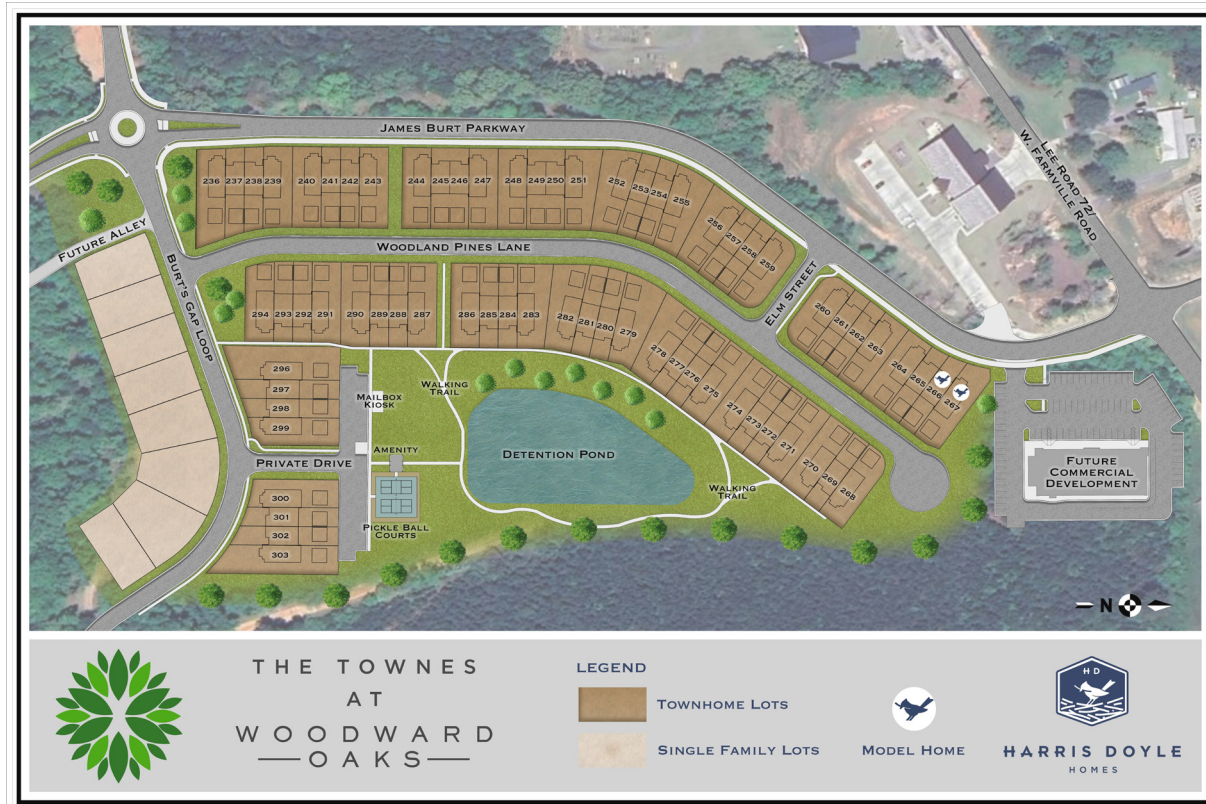 JAMES BURT PARKWAY
LEE ROAD 72/
W. FARMVILLE ROAD
236 237 238 239 240 241 242 243 244 245 246 247 248 249 250 251 252 253 254 255
256 257 258 259
FUTURE ALLEY
BURT'S GAP LOOP
WOODLAND PINES LANE
ELM STREET
260 261 262 263 264 265 266 267
294 293 292 291 290 289 288 287 286 285 284 283 282 281 280 279
278 277 276 275 274 273 272 271 270 269 268
296
297
298
299
MAILBOX
KIOSK
WALKING
TRAIL
AMENITY
PRIVATE DRIVE
DETENTION POND
WALKING
TRAIL
FUTURE
COMMERCIAL
DEVELOPMENT
300
301
302
303
PICKLE BALL
COURTS
N
THE TOWNES
AT
WOODWARD
OAKS
LEGEND
TOWNHOME LOTS
SINGLE FAMILY LOTS
MODEL HOME
HD
HARRIS DOYLE
HOMES